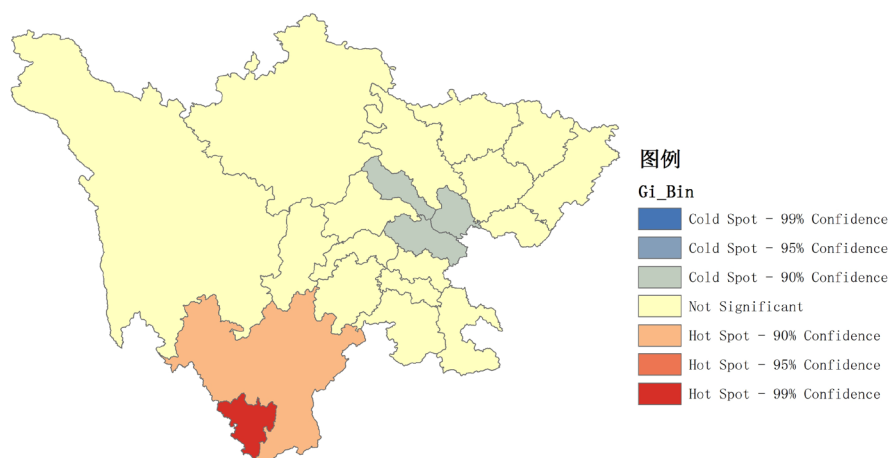 图例
Gi_Bin
Cold Spot - 99% Confidence
Cold Spot - 95% Confidence
Cold Spot - 90% Confidence
Not Significant
Hot Spot - 90% Confidence
Hot Spot - 95% Confidence
Hot Spot - 99% Confidence